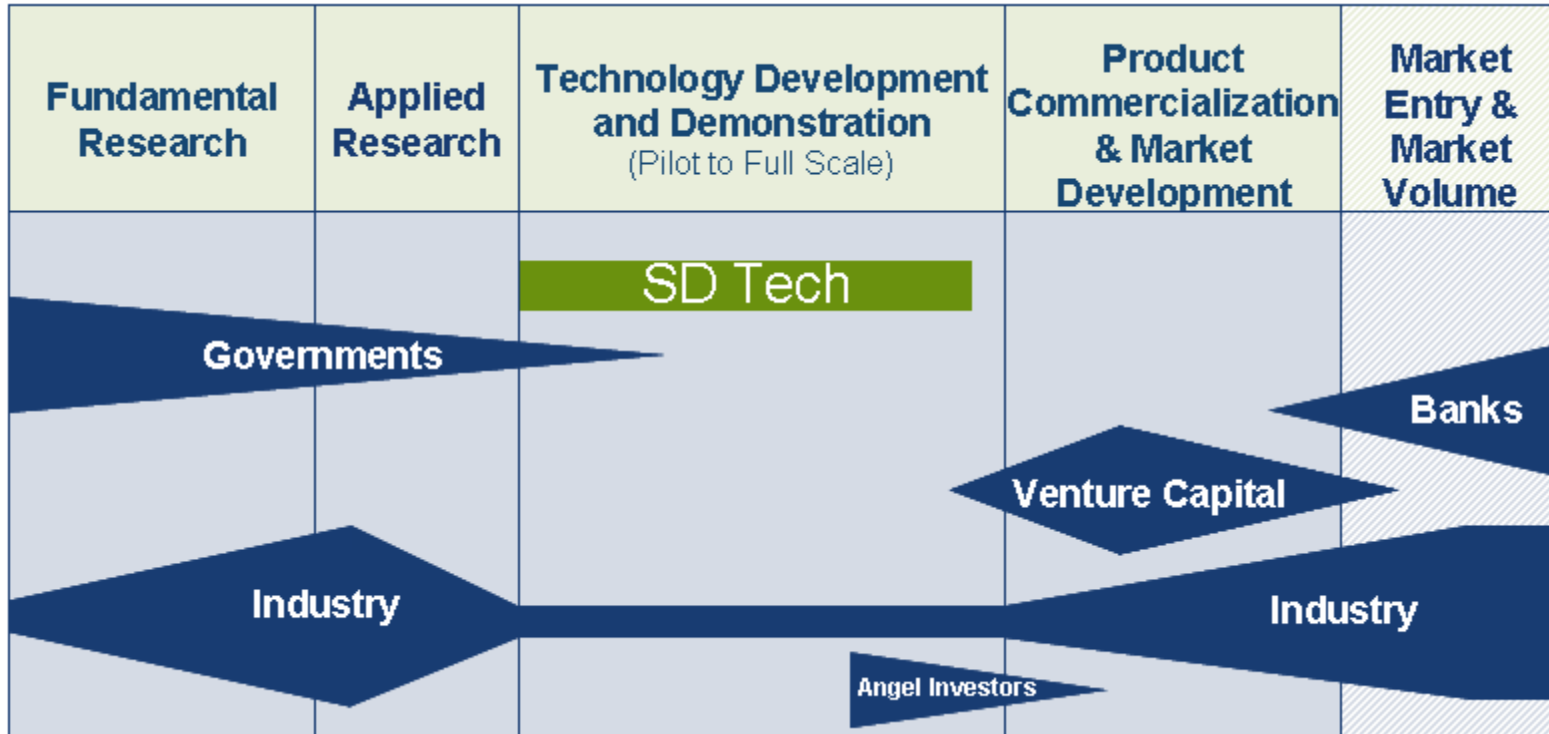 Fundamental
Research
Applied
Research
Technology Development
and Demonstration
(Pilot to Full Scale)
Product
Commercialization
& Market
Development
Market
Entry &
Market
Volume
SD Tech
Governments
Banks
Venture Capital
Industry
Industry
Angel Investors